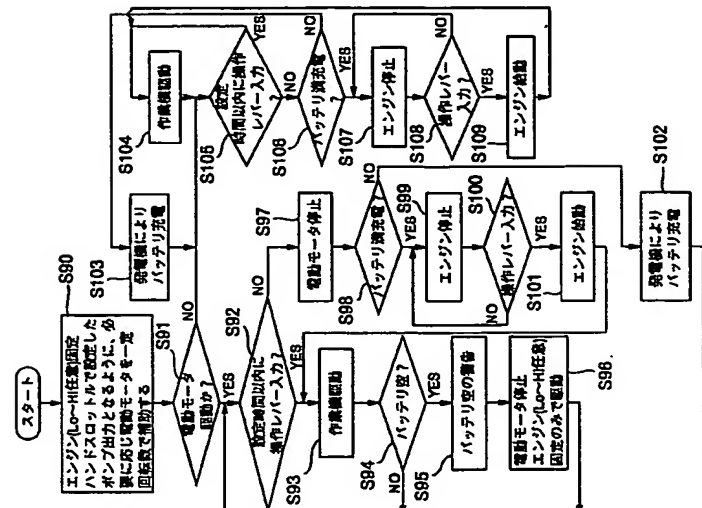 スタート
S90
エンジン(Lo~Hi任意)固定
ハンドスロットルで設定した
ポンプ出力となるように、必
要に応じ電動モータを一定
回転数で補助する
S91
電動モータ
駆動か?
YES
NO
S92
設定時間以内に
操作レバー入力?
YES
NO
S93
作業機駆動
S94
バッテリ空?
NO
YES
S95
バッテリ空の警告
S96
電動モータ停止
エンジン(Lo~Hi任意)
固定のみで駆動
S97
電動モータ停止
S98
バッテリ満充電?
NO
YES
S99
エンジン停止
S100
操作レバー入力?
NO
YES
S101
エンジン始動
S102
発電機により
バッテリ充電
S103
発電機により
バッテリ充電
S104
作業機駆動
S105
設定
時間以内に操作
レバー入力?
YES
NO
S106
バッテリ満充電
?
NO
YES
S107
エンジン停止
S108
操作レバー
入力?
NO
YES
S109
エンジン始動